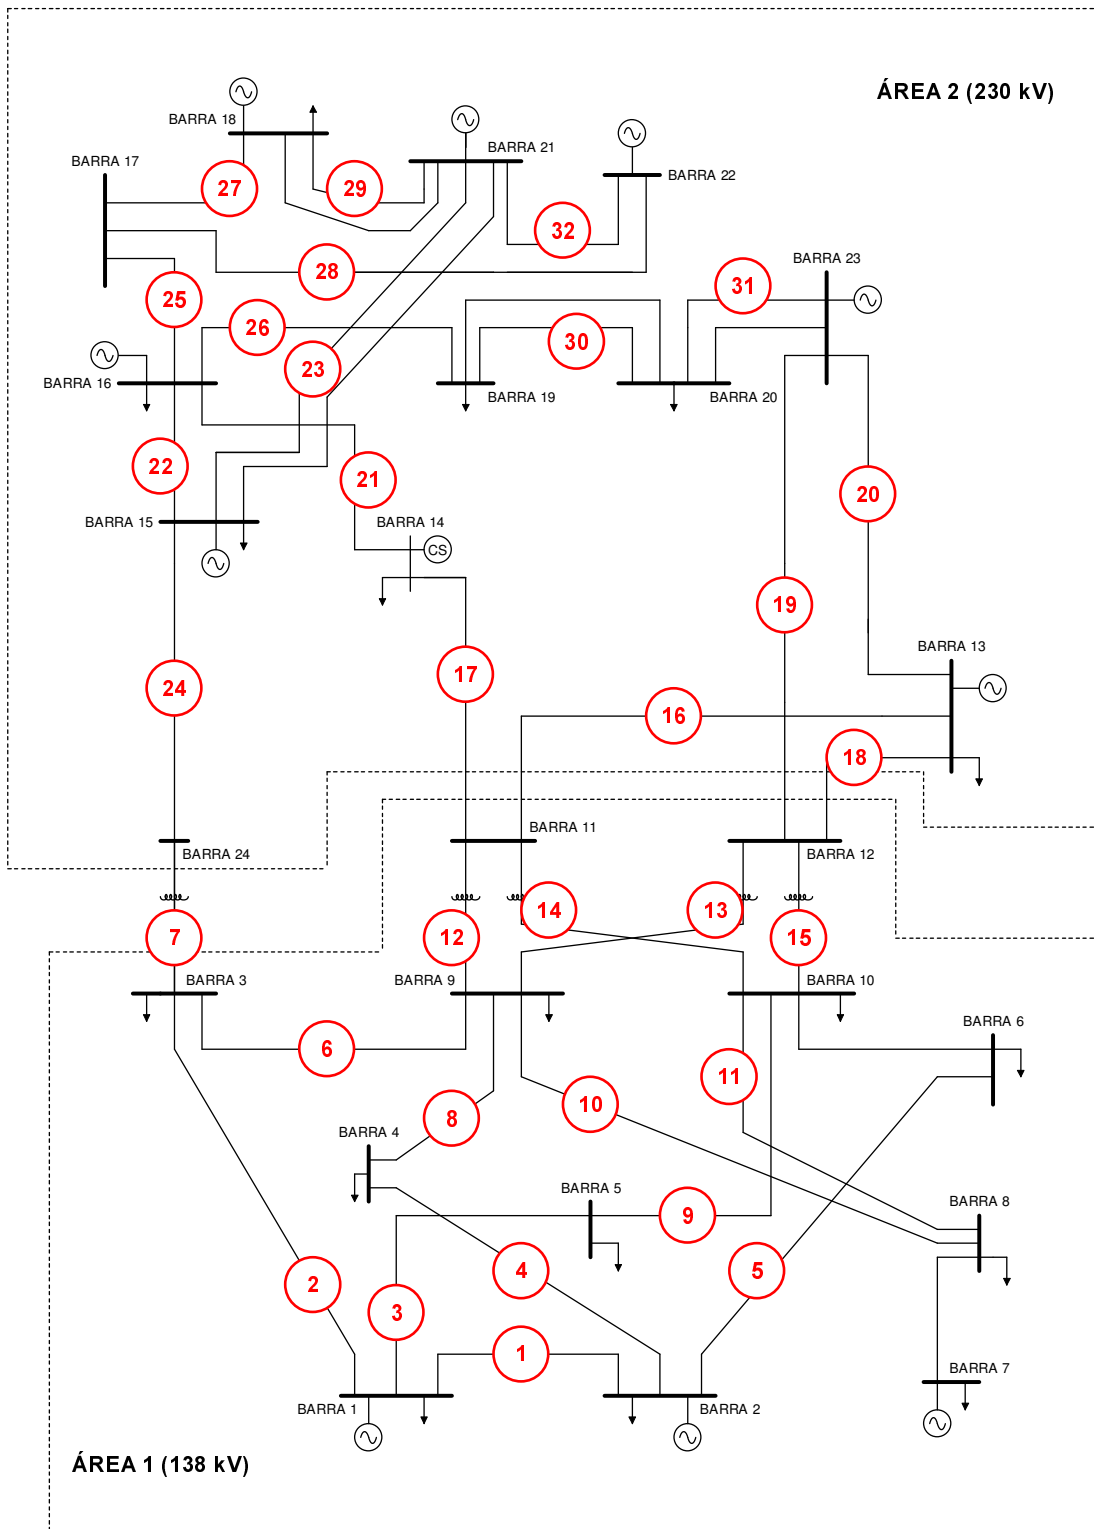 ÁREA 2 (230 kV)
BARRA 18
BARRA 21
BARRA 17
BARRA 22
27
29
32
28
BARRA 23
25
31
26
30
23
BARRA 16
BARRA 19
BARRA 20
22
21
20
BARRA 15
BARRA 14
CS
19
BARRA 13
17
24
16
18
BARRA 11
BARRA 24
BARRA 12
14
13
7
12
15
BARRA 3
BARRA 9
BARRA 10
BARRA 6
6
11
10
8
BARRA 4
BARRA 5
BARRA 8
9
4
5
2
3
1
BARRA 7
BARRA 1
BARRA 2
ÁREA 1 (138 kV)